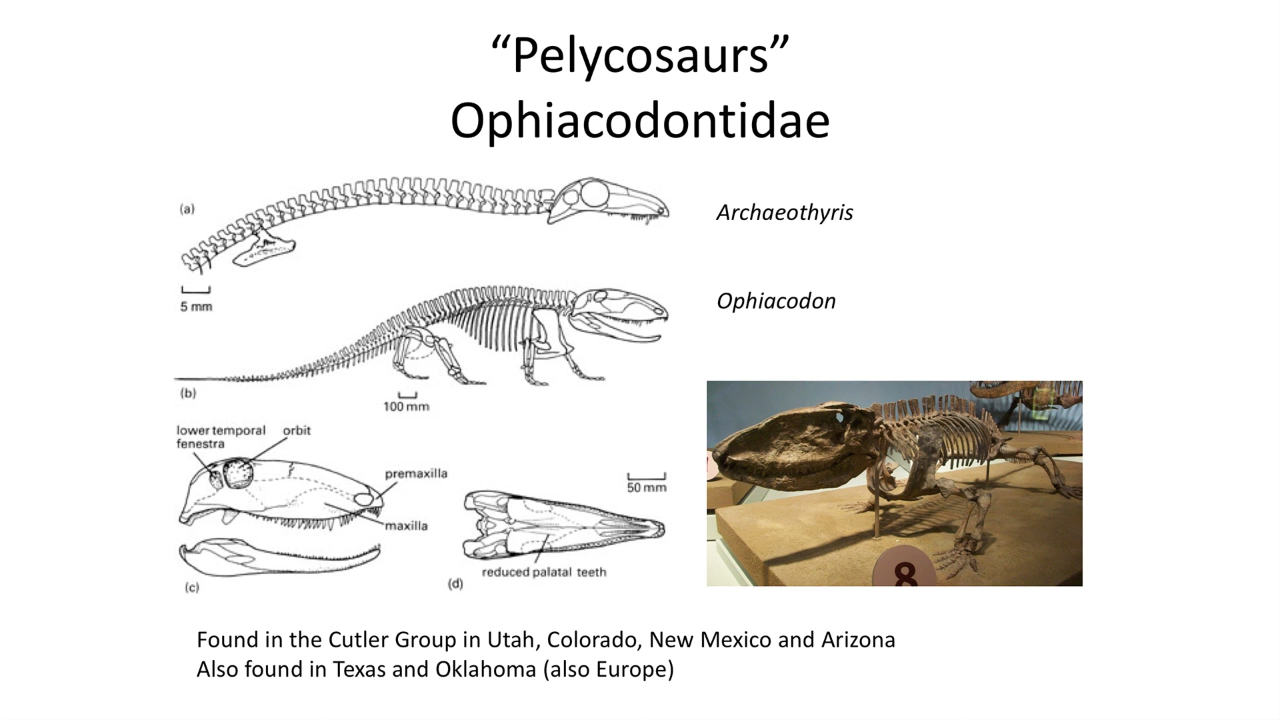 “Pelycosaurs”
Ophiacodontidae
(a)
Archaeothyris
5 mm
Ophiacodon
(b)
100 mm
lower temporal
fenestra
orbit
premaxilla
maxilla
50 mm
reduced palatal teeth
(c)
(d)
8
Found in the Cutler Group in Utah, Colorado, New Mexico and Arizona
Also found in Texas and Oklahoma (also Europe)